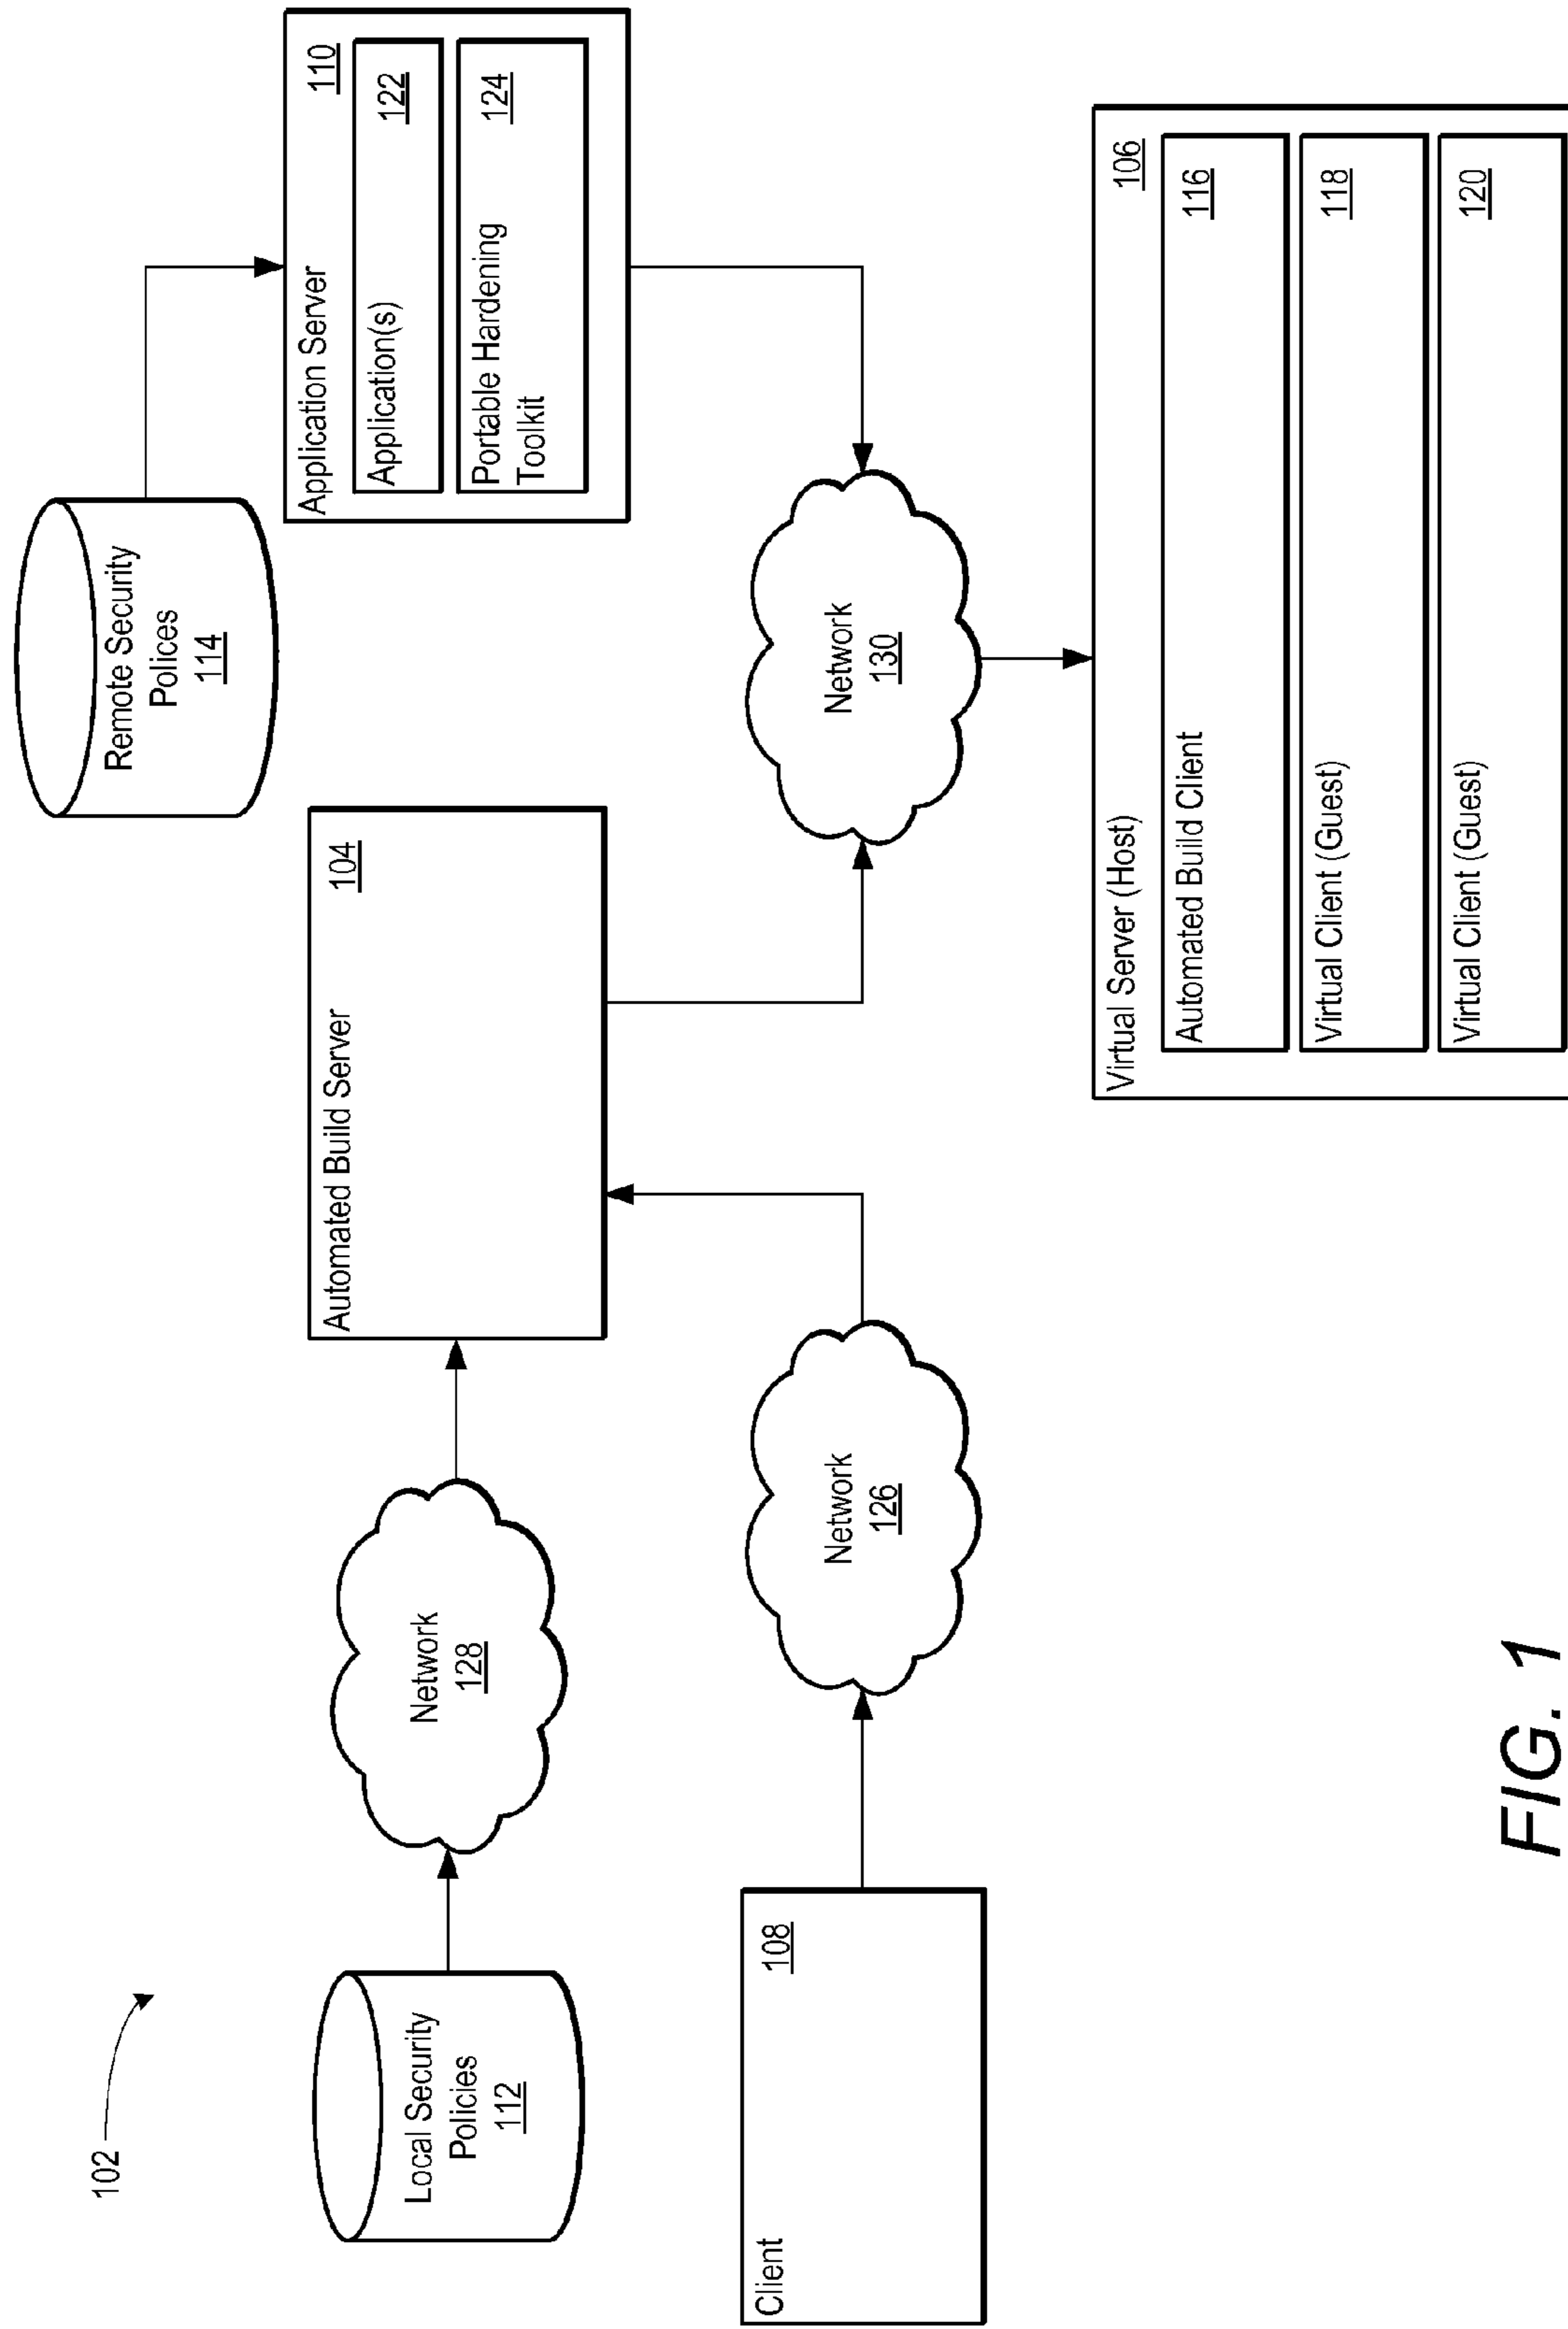 102
Remote Security
Polices
114
Local Security
Policies
112
Network
128
Automated Build Server
104
Application Server
110
Application(s)
122
Portable Hardening
Toolkit
124
Client
108
Network
126
Network
130
Virtual Server (Host)
106
Automated Build Client
116
Virtual Client (Guest)
118
Virtual Client (Guest)
120
FIG. 1